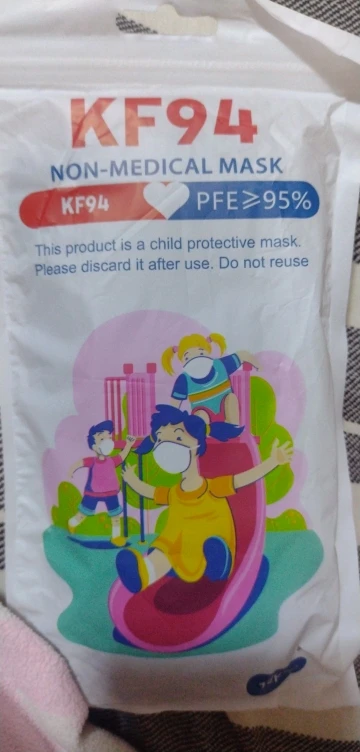 KF94
NON-MEDICAL MASK
KF94 PFE≥95%
This product is a child protective mask.
Please discard it after use. Do not reuse